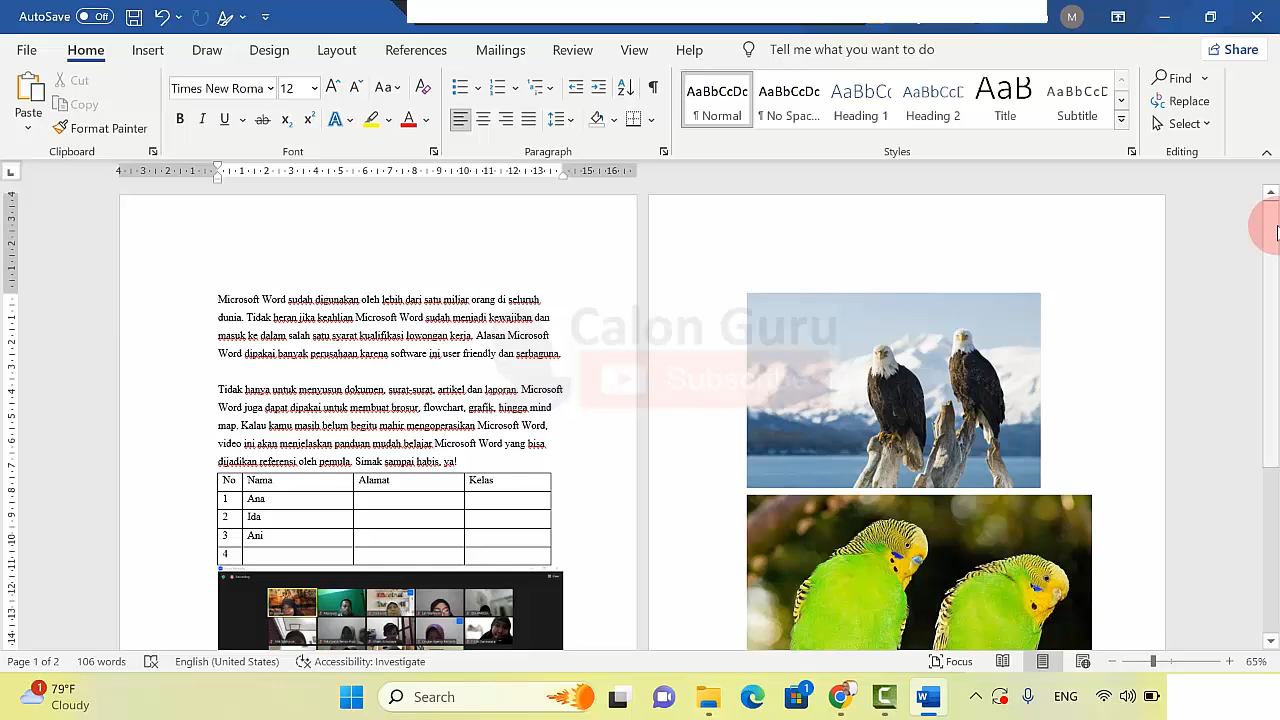 AutoSave Off
M
File Home Insert Draw Design Layout References Mailings Review View Help Tell me what you want to do Share
Paste
Cut
Copy
Format Painter
Clipboard
Times New Roma 12
Font
Paragraph
AaBbCcDc AaBbCcDc AaBbCc AaBbCcD AaB AaBbCcD
¶ Normal ¶ No Spac... Heading 1 Heading 2 Title Subtitle
Styles
Find
Replace
Select
Editing
Microsoft Word sudah digunakan oleh lebih dari satu miliar orang di seluruh
dunia. Tidak heran jika keahlian Microsoft Word sudah menjadi kewajiban dan
masuk ke dalam salah satu syarat kualifikasi lowongan kerja. Alasan Microsoft
Word dipakai banyak perusahaan karena software ini user friendly dan serbaguna.
Tidak hanya untuk menyusun dokumen, surat-surat, artikel dan laporan. Microsoft
Word juga dapat dipakai untuk membuat brosur, flowchart, grafik, hingga mind
map. Kalau kamu masih belum begitu mahir mengoperasikan Microsoft Word,
video ini akan menjelaskan panduan mudah belajar Microsoft Word yang bisa
dijadikan referensi oleh pemula. Simak sampai habis, ya!
No Nama Alamat Kelas
1 Ana
2 Ida
3 Ani
4
Calon Guru
Subscribe
Page 1 of 2 106 words English (United States) Accessibility: Investigate Focus 65%
1 79°F
Cloudy
Search
1
ENG